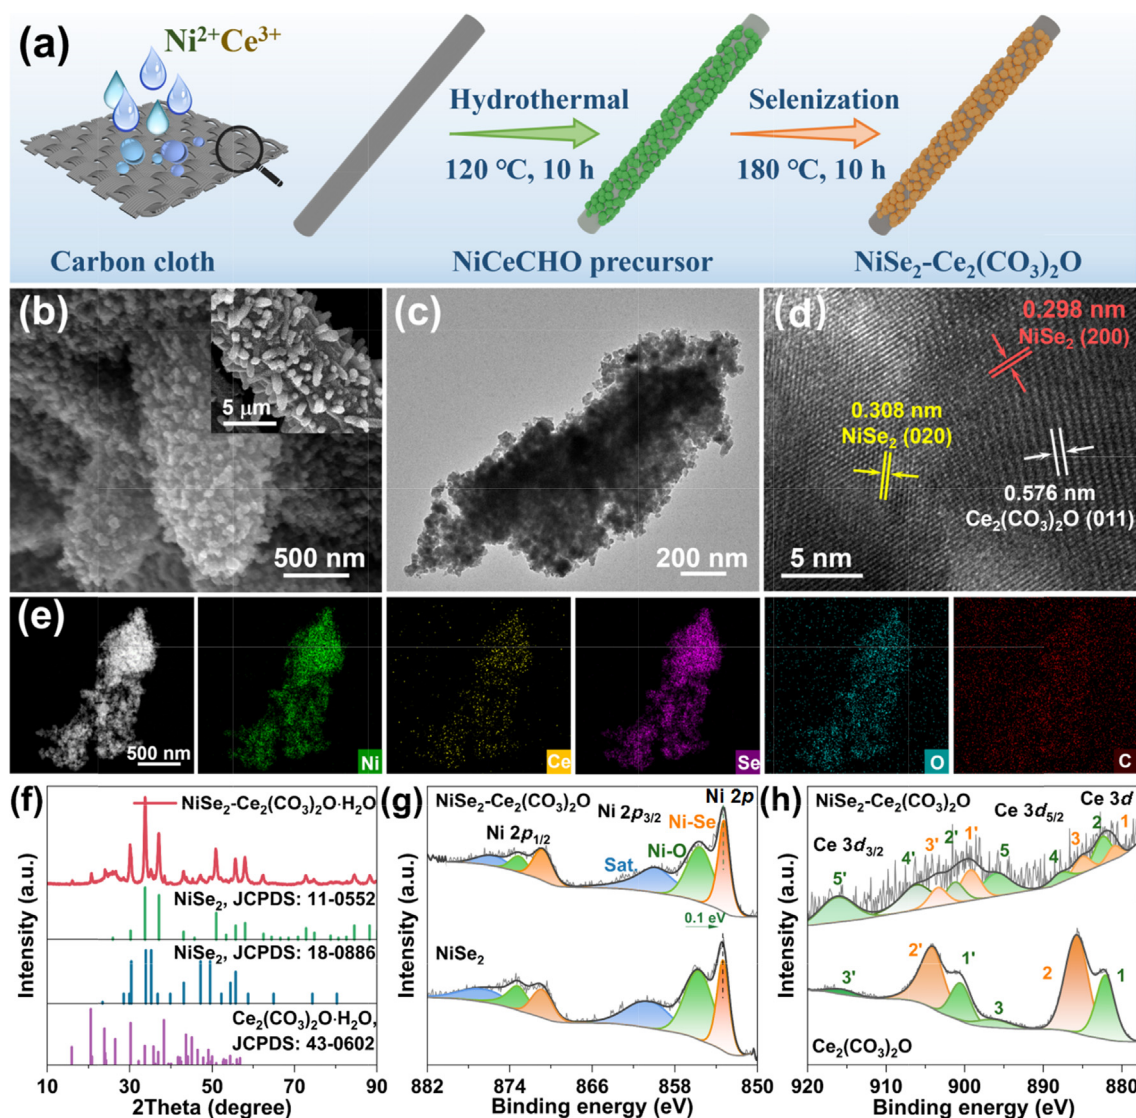 (a)
Ni²⁺Ce³⁺
Hydrothermal
120 ℃, 10 h
Selenization
180 ℃, 10 h
Carbon cloth
NiCeCHO precursor
NiSe₂-Ce₂(CO₃)₂O
(b)
5 μm
500 nm
(c)
200 nm
(d)
0.298 nm
NiSe₂ (200)
0.308 nm
NiSe₂ (020)
0.576 nm
Ce₂(CO₃)₂O (011)
5 nm
(e)
500 nm
Ni
Ce
Se
O
C
(f)
NiSe₂-Ce₂(CO₃)₂O·H₂O
NiSe₂, JCPDS: 11-0552
NiSe₂, JCPDS: 18-0886
Ce₂(CO₃)₂O·H₂O,
JCPDS: 43-0602
Intensity (a.u.)
10 30 50 70 90
2Theta (degree)
(g)
NiSe₂-Ce₂(CO₃)₂O
Ni 2p
Ni 2p₃/₂
Ni 2p₁/₂
Ni-Se
Ni-O
Sat.
0.1 eV
NiSe₂
Intensity (a.u.)
882 874 866 858 850
Binding energy (eV)
(h)
NiSe₂-Ce₂(CO₃)₂O
Ce 3d
Ce 3d₅/₂
Ce 3d₃/₂
5' 4' 3' 2' 1' 5 4 3 2 1
3' 2' 1' 3 2 1
Ce₂(CO₃)₂O
Intensity (a.u.)
920 910 900 890 880
Binding energy (eV)